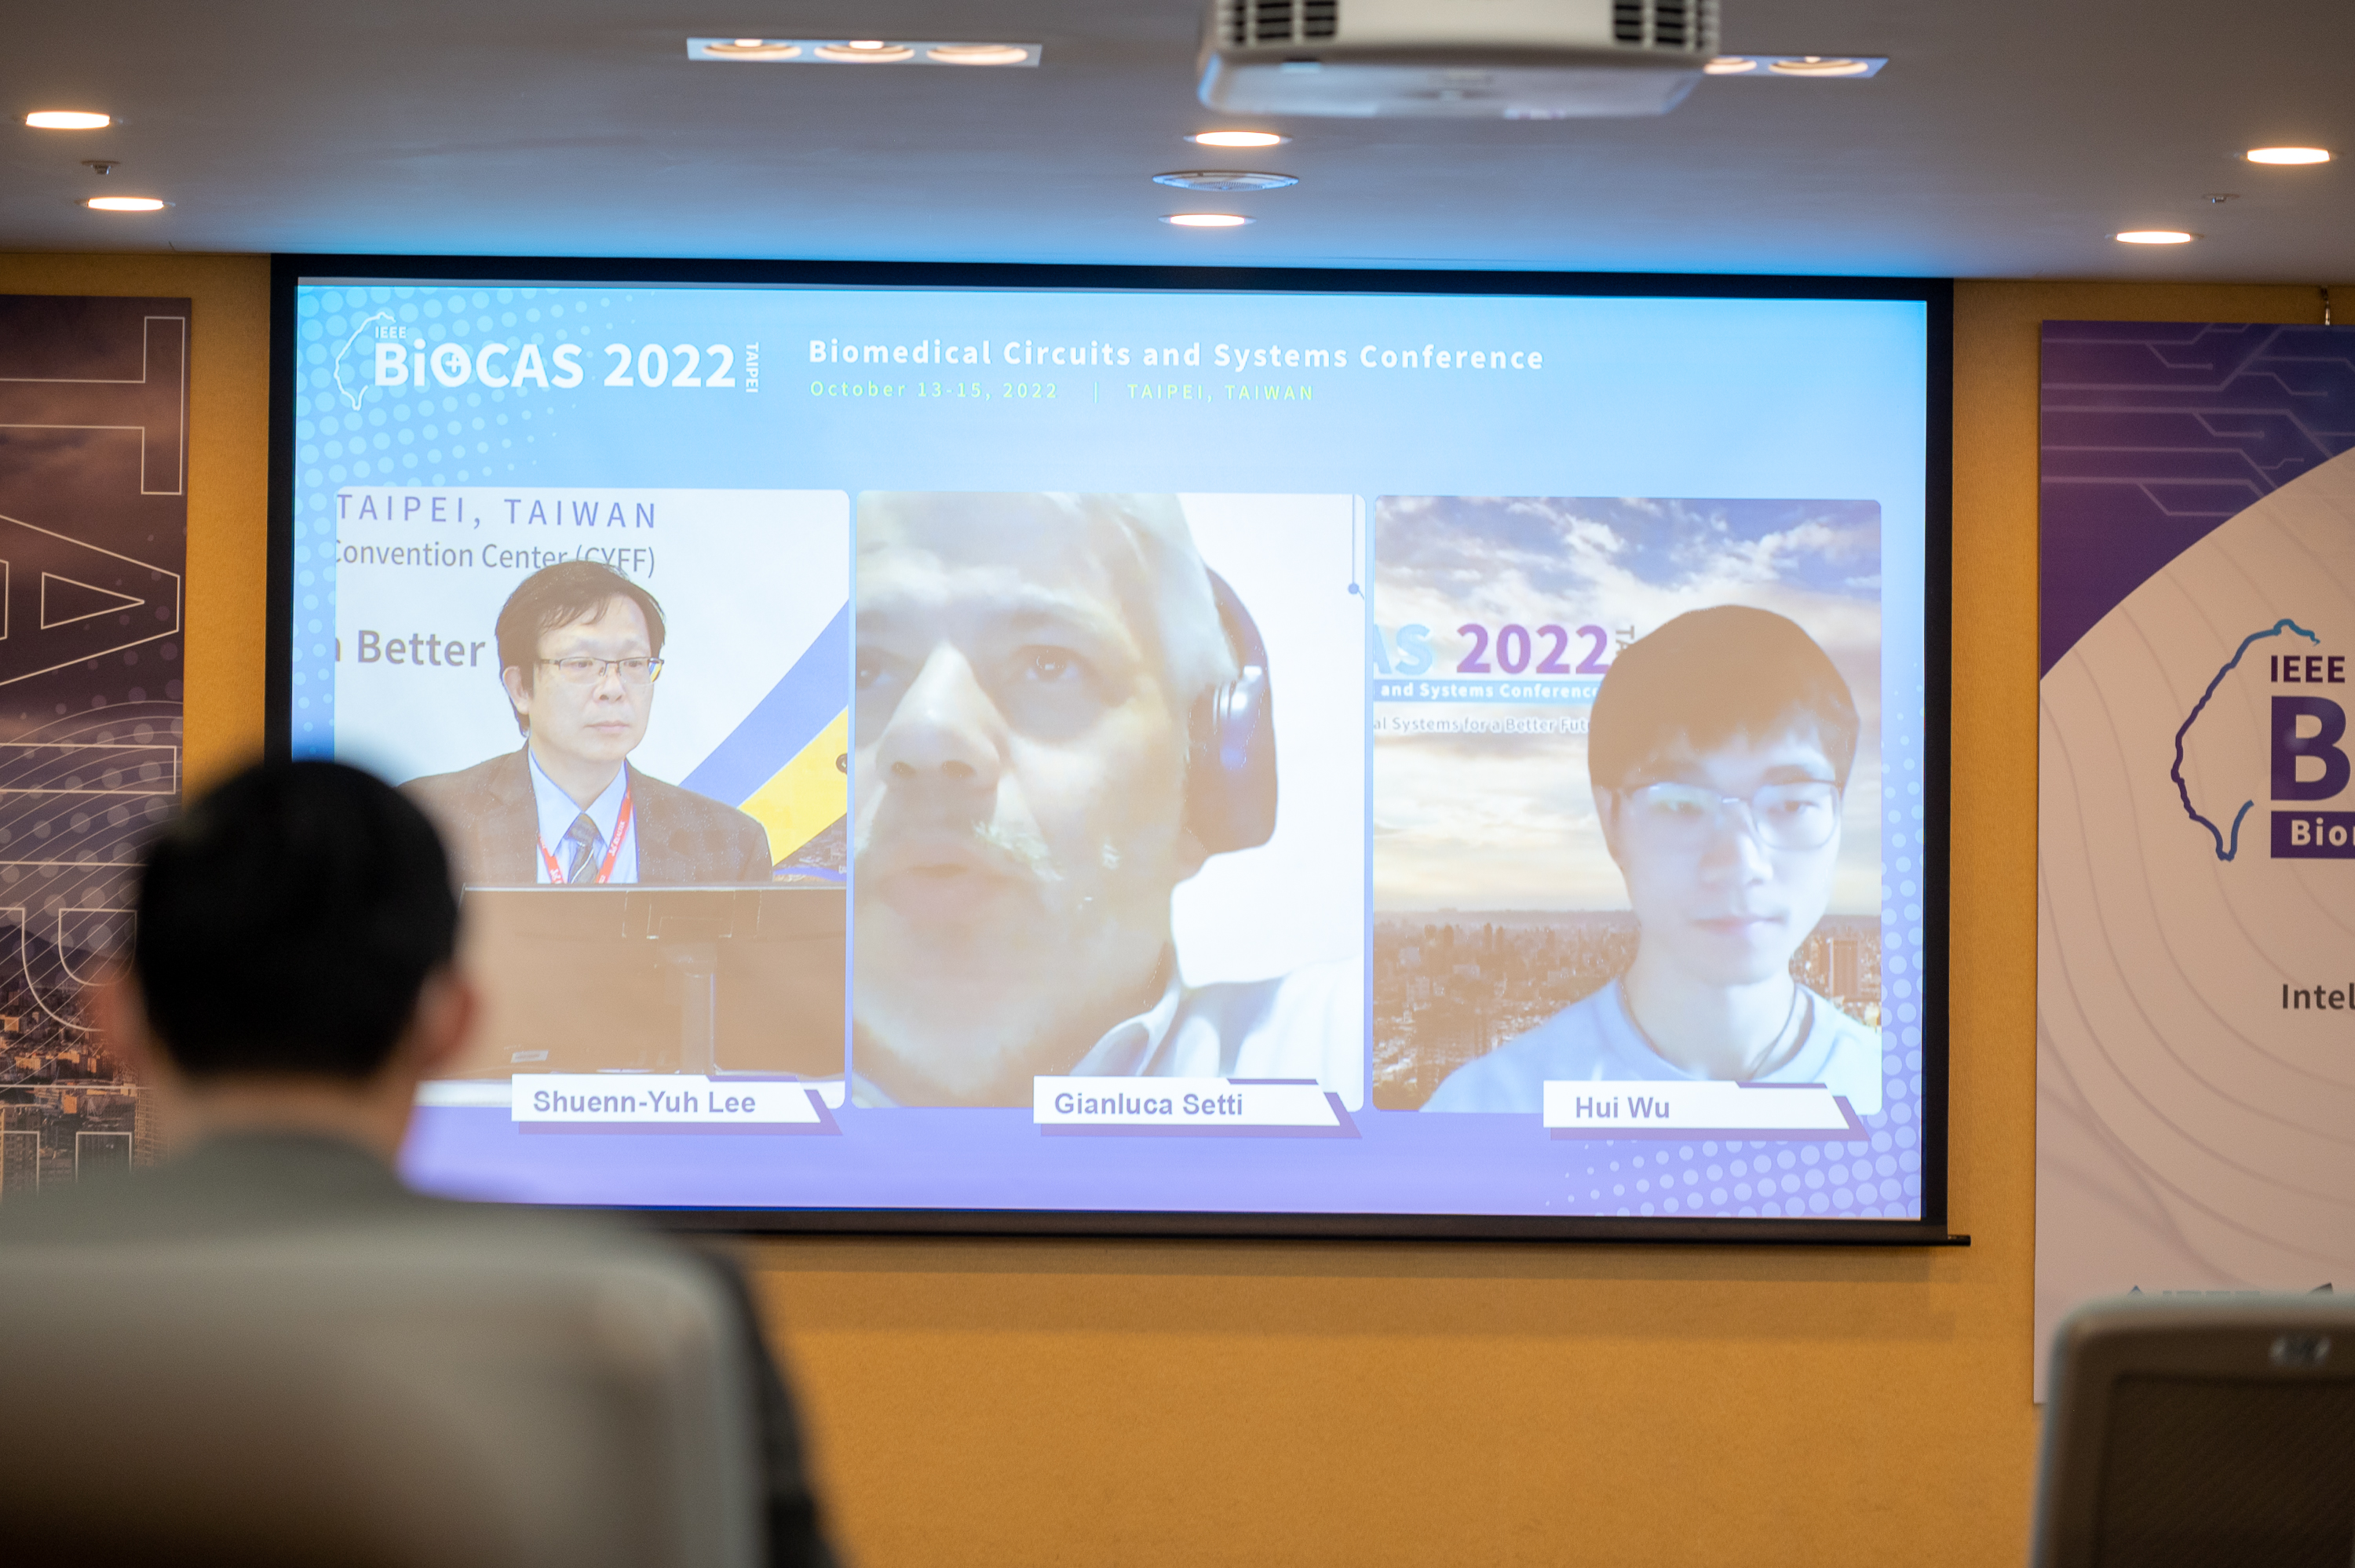 IEEE
BiOCAS 2022
TAIPEI
Biomedical Circuits and Systems Conference
October 13-15, 2022 | TAIPEI, TAIWAN
TAIPEI, TAIWAN
Convention Center (CYFF)
Better
2022
and Systems Conference
Systems for a Better
Shuenn-Yuh Lee
Gianluca Setti
Hui Wu
TAIP
IEEE
B
Bio
Intel
IEEE